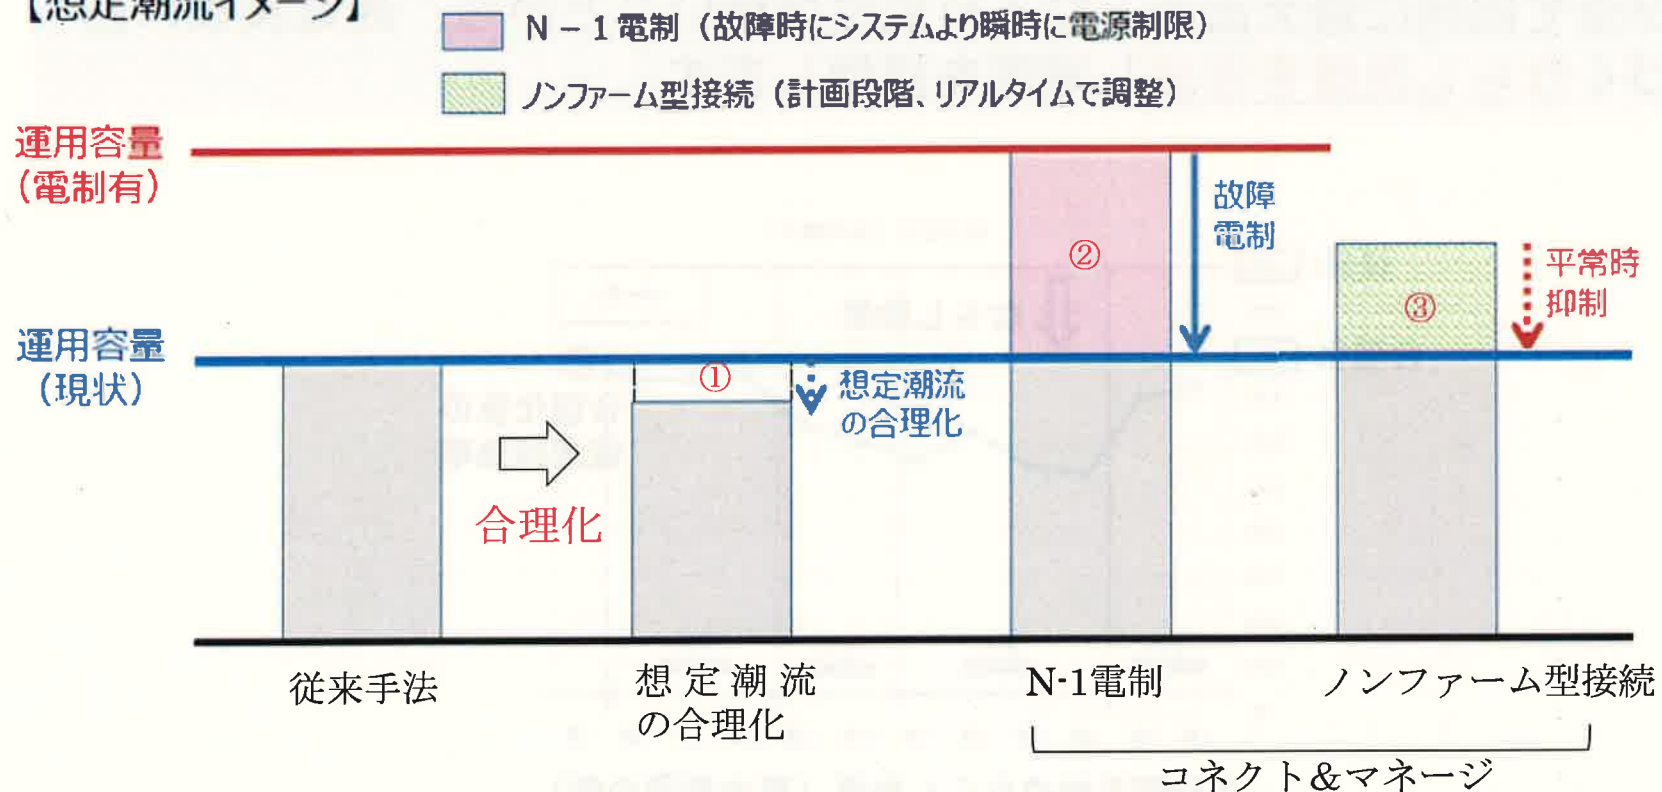 【想定潮流イメージ】
N－1電制（故障時にシステムより瞬時に電源制限）
ノンファーム型接続（計画段階、リアルタイムで調整）
運用容量
（電制有）
故障
電制
②
平常時
抑制
③
運用容量
（現状）
①
想定潮流
の合理化
合理化
従来手法
想定潮流
の合理化
N-1電制
ノンファーム型接続
コネクト&マネージ